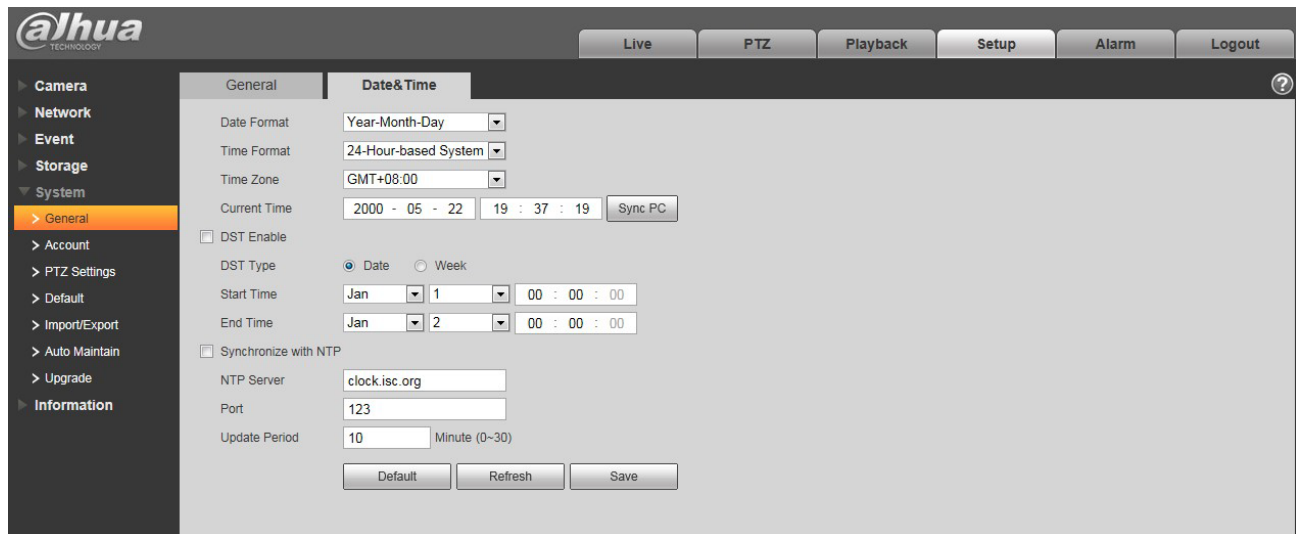 alhua
TECHNOLOGY
Live PTZ Playback Setup Alarm Logout
Camera
Network
Event
Storage
System
> General
> Account
> PTZ Settings
> Default
> Import/Export
> Auto Maintain
> Upgrade
Information
General Date&Time ?
Date Format Year-Month-Day
Time Format 24-Hour-based System
Time Zone GMT+08:00
Current Time 2000 - 05 - 22 19 : 37 : 19 Sync PC
DST Enable
DST Type Date Week
Start Time Jan 1 00 : 00 : 00
End Time Jan 2 00 : 00 : 00
Synchronize with NTP
NTP Server clock.isc.org
Port 123
Update Period 10 Minute (0~30)
Default Refresh Save